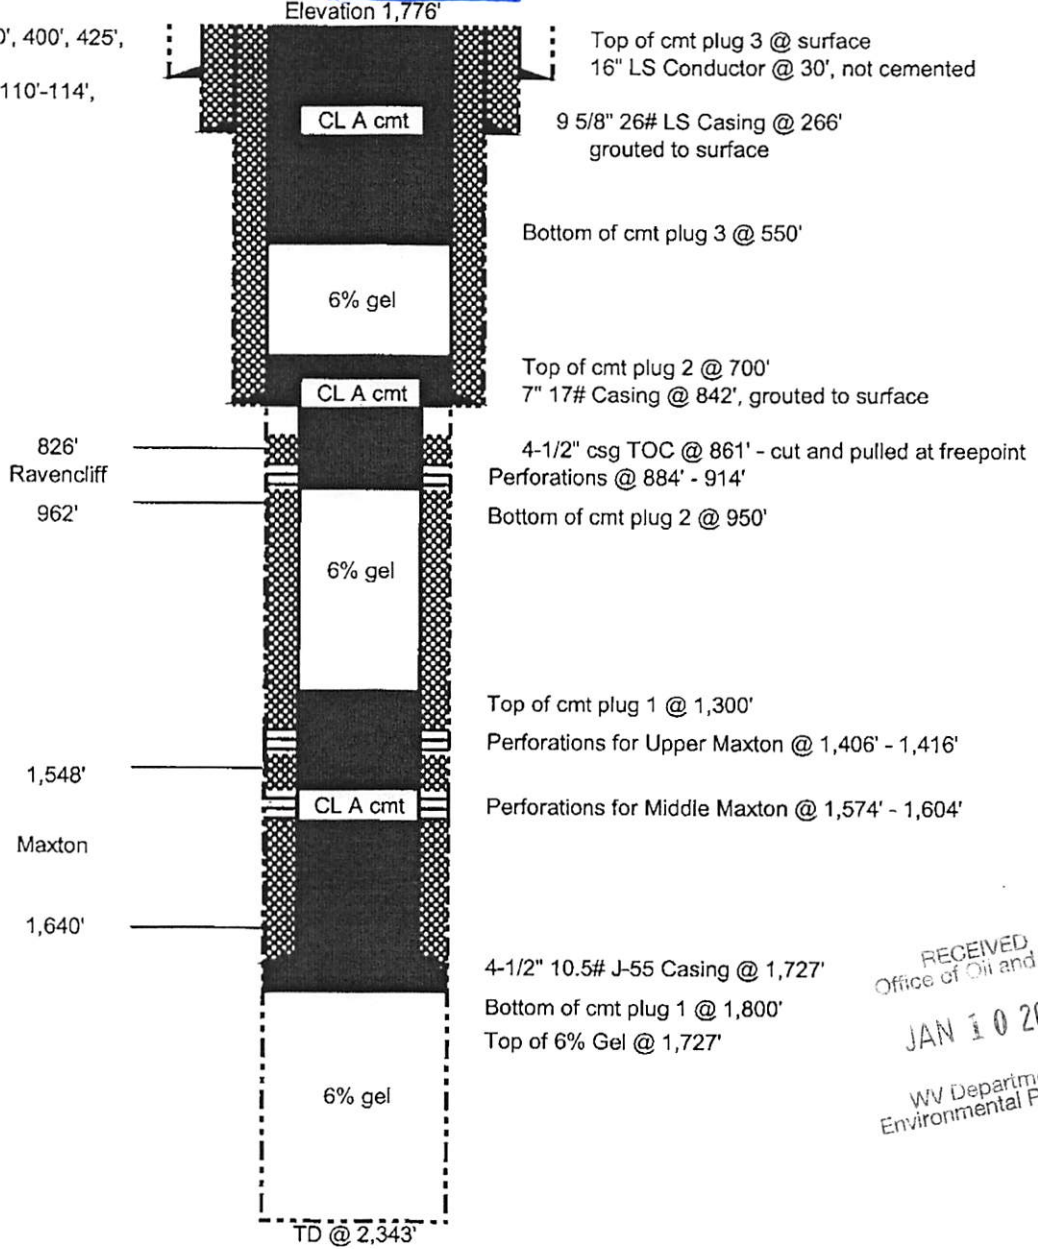 Elevation 1,776'
0', 400', 425',
110'-114',
Top of cmt plug 3 @ surface
16" LS Conductor @ 30', not cemented
CL A cmt
9 5/8" 26# LS Casing @ 266'
grouted to surface
Bottom of cmt plug 3 @ 550'
6% gel
Top of cmt plug 2 @ 700'
7" 17# Casing @ 842', grouted to surface
CL A cmt
826'
Ravencliff
962'
4-1/2" csg TOC @ 861' - cut and pulled at freepoint
Perforations @ 884' - 914'
Bottom of cmt plug 2 @ 950'
6% gel
Top of cmt plug 1 @ 1,300'
Perforations for Upper Maxton @ 1,406' - 1,416'
1,548'
CL A cmt
Perforations for Middle Maxton @ 1,574' - 1,604'
Maxton
1,640'
4-1/2" 10.5# J-55 Casing @ 1,727'
Bottom of cmt plug 1 @ 1,800'
Top of 6% Gel @ 1,727'
6% gel
TD @ 2,343'
RECEIVED
Office of Oil and
JAN 10 20
WV Departme
Environmental P